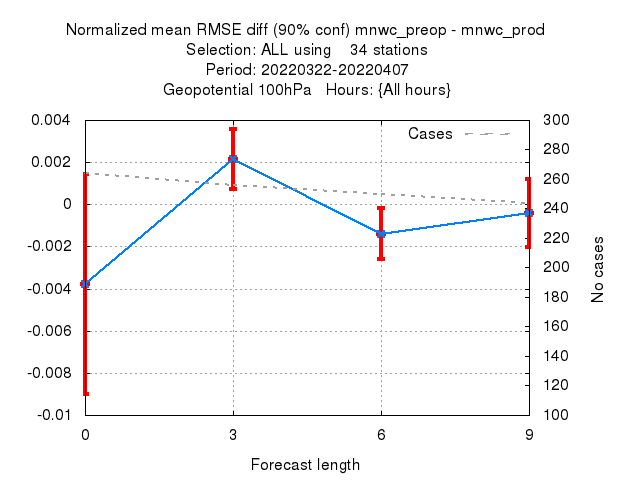 Normalized mean RMSE diff (90% conf) mnwc_preop - mnwc_prod
Selection: ALL using    34 stations
Period: 20220322-20220407
Geopotential 100hPa   Hours: {All hours}
Cases
0.004
0.002
0
-0.002
-0.004
-0.006
-0.008
-0.01
300
280
260
240
220
200
180
160
140
120
100
No cases
0 3 6 9
Forecast length